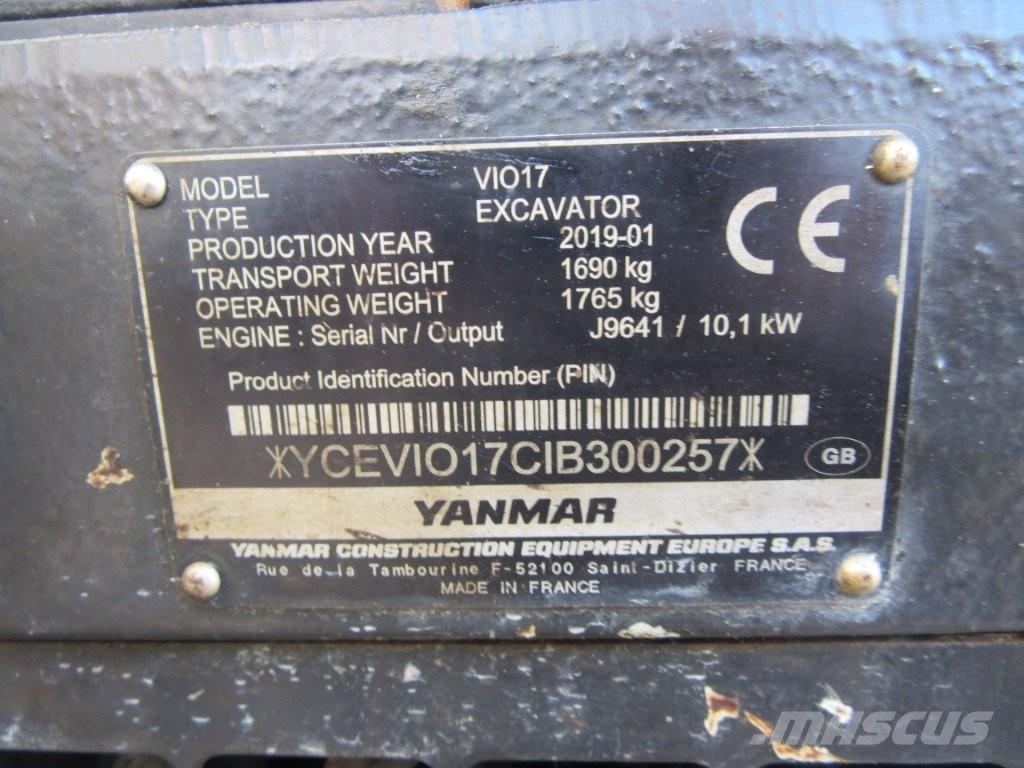 MODEL VIO17
TYPE EXCAVATOR
PRODUCTION YEAR 2019-01
TRANSPORT WEIGHT 1690 kg
OPERATING WEIGHT 1765 kg
ENGINE : Serial Nr / Output J9641 / 10,1 kW
CE
Product Identification Number (PIN)
*YCEVIO17CIB300257*
GB
YANMAR
YANMAR CONSTRUCTION EQUIPMENT EUROPE S.A.S.
Rue de la Tambourine F-52100 Saint-Dizier FRANCE
MADE IN FRANCE
MASCUS